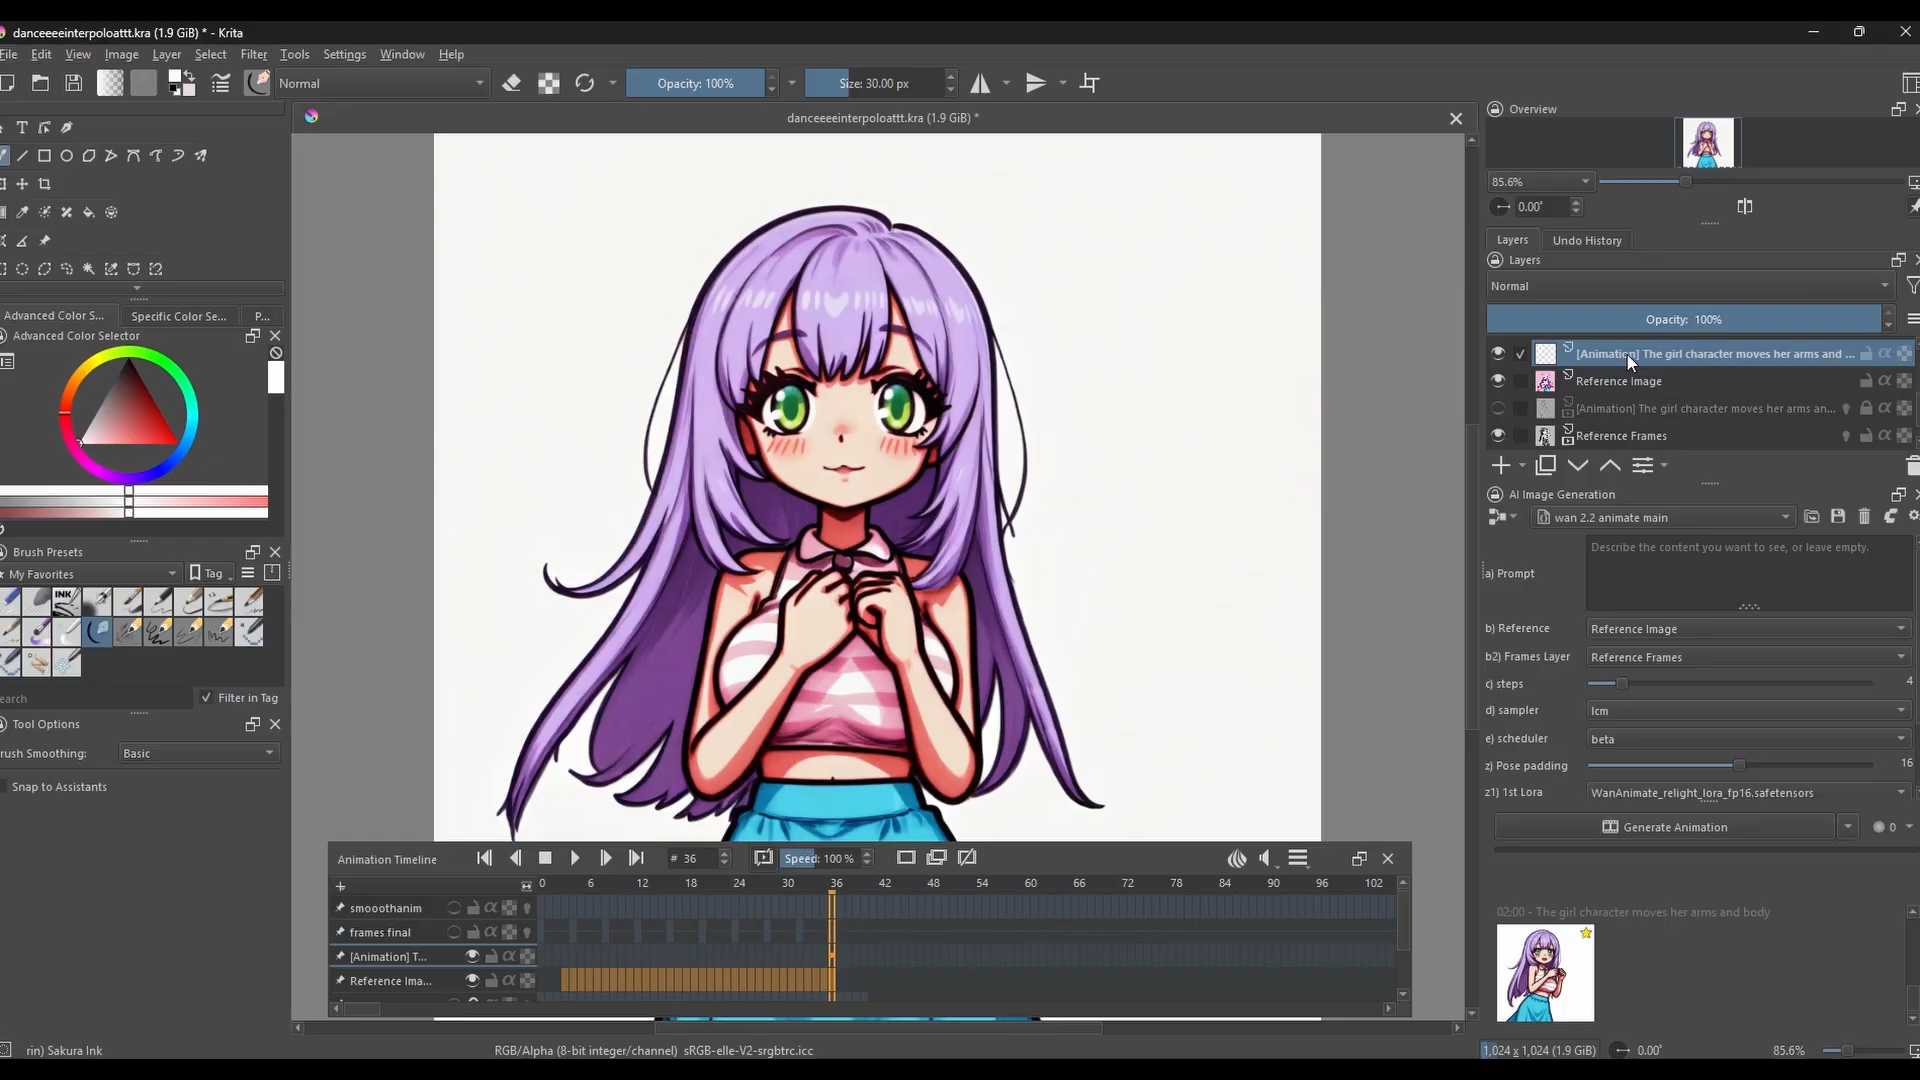 danceeeeinterpoloattt.kra (1.9 GiB) * - Krita
File Edit View Image Layer Select Filter Tools Settings Window Help
Normal
Opacity: 100%
Size: 30.00 px
danceeeeinterpoloattt.kra (1.9 GiB) *
Overview
85.6%
0.00°
Layers Undo History
Layers
Normal
Opacity: 100%
[Animation] The girl character moves her arms and ...
Reference Image
[Animation] The girl character moves her arms an...
Reference Frames
AI Image Generation
wan 2.2 animate main
a) Prompt
Describe the content you want to see, or leave empty.
b) Reference Reference Image
b2) Frames Layer Reference Frames
c) steps 4
d) sampler lcm
e) scheduler beta
z) Pose padding 16
z1) 1st Lora WanAnimate_relight_lora_fp16.safetensors
Generate Animation
0
02:00 - The girl character moves her arms and body
Advanced Color S... Specific Color Se... P...
Advanced Color Selector
Brush Presets
My Favorites
Tag
INK
earch
Filter in Tag
Tool Options
rush Smoothing: Basic
Snap to Assistants
Animation Timeline
# 36
Speed: 100 %
0 6 12 18 24 30 36 42 48 54 60 66 72 78 84 90 96 102
smooothanim
frames final
[Animation] T...
Reference Ima...
rin) Sakura Ink
RGB/Alpha (8-bit integer/channel) sRGB-elle-V2-srgbtrc.icc
1,024 x 1,024 (1.9 GiB)
0.00°
85.6%